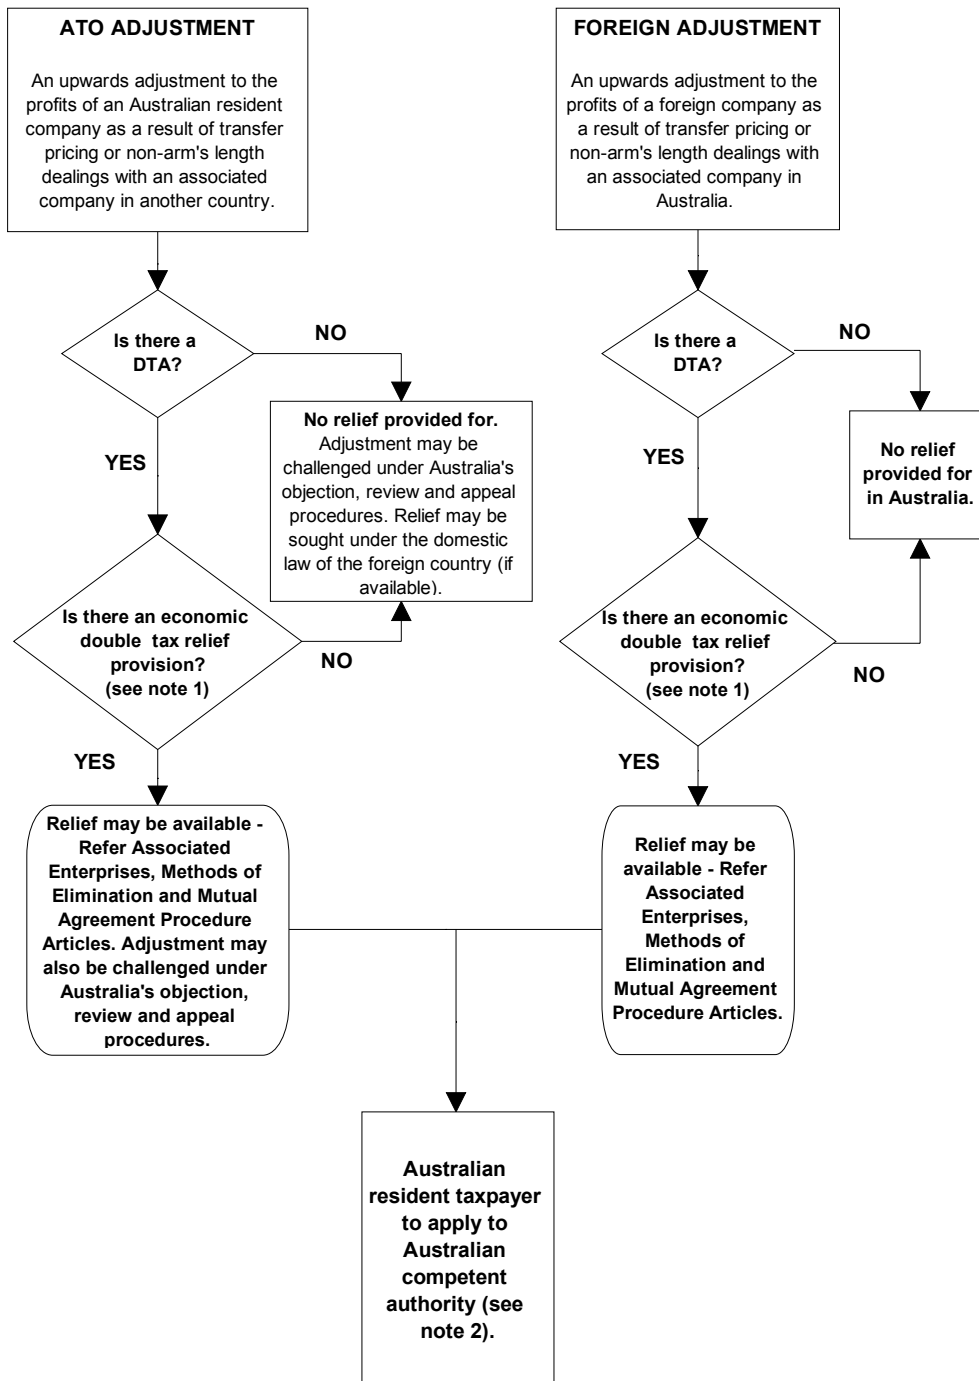 ATO ADJUSTMENT
An upwards adjustment to the
profits of an Australian resident
company as a result of transfer
pricing or non-arm's length
dealings with an associated
company in another country.
Is there a
DTA?
NO
YES
No relief provided for.
Adjustment may be
challenged under Australia's
objection, review and appeal
procedures. Relief may be
sought under the domestic
law of the foreign country (if
available).
Is there an economic
double tax relief
provision?
(see note 1)
NO
YES
Relief may be available -
Refer Associated
Enterprises, Methods of
Elimination and Mutual
Agreement Procedure
Articles. Adjustment may
also be challenged under
Australia's objection,
review and appeal
procedures.
FOREIGN ADJUSTMENT
An upwards adjustment to the
profits of a foreign company as
a result of transfer pricing or
non-arm's length dealings with
an associated company in
Australia.
Is there a
DTA?
NO
YES
No relief
provided for
in Australia.
Is there an economic
double tax relief
provision?
(see note 1)
NO
YES
Relief may be
available - Refer
Associated
Enterprises,
Methods of
Elimination and
Mutual Agreement
Procedure Articles.
Australian
resident taxpayer
to apply to
Australian
competent
authority (see
note 2).